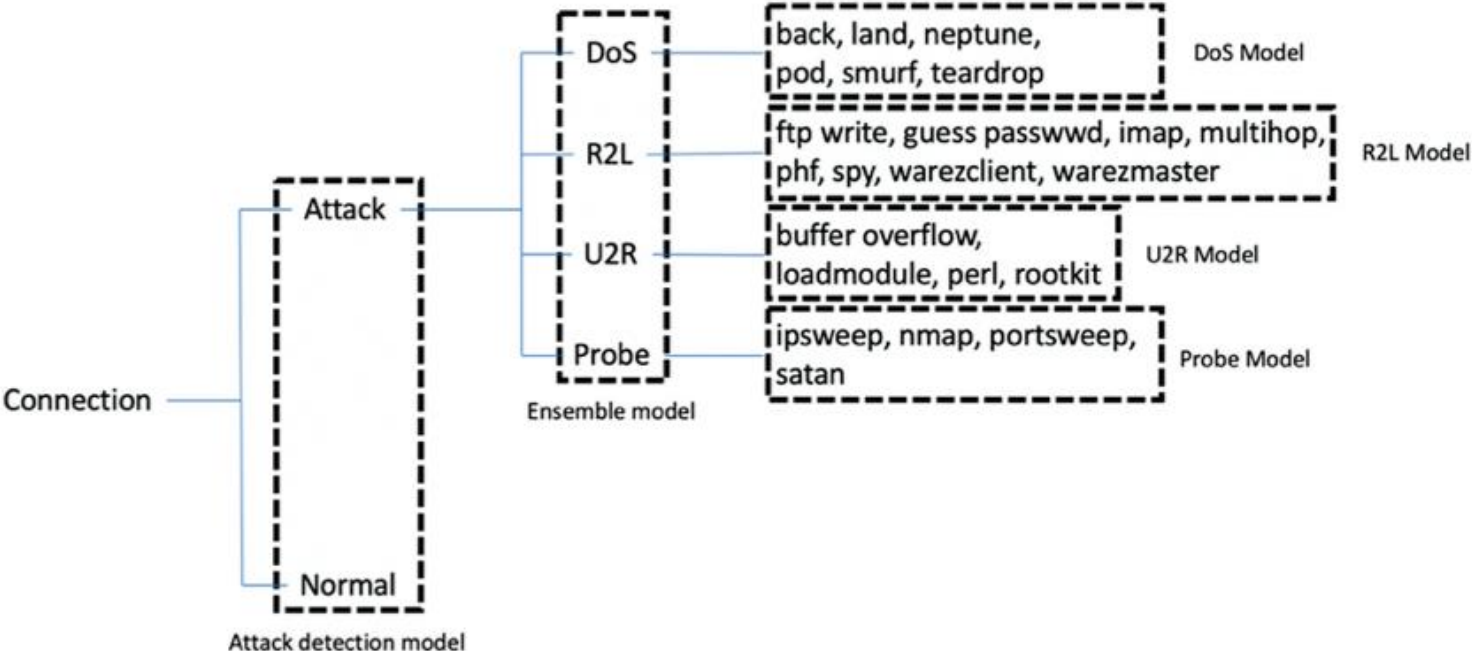 DoS
back, land, neptune,
pod, smurf, teardrop
DoS Model
R2L
ftp write, guess passwwd, imap, multihop,
phf, spy, warezclient, warezmaster
R2L Model
Attack
U2R
buffer overflow,
loadmodule, perl, rootkit
U2R Model
Probe
ipsweep, nmap, portsweep,
satan
Probe Model
Connection
Ensemble model
Normal
Attack detection model